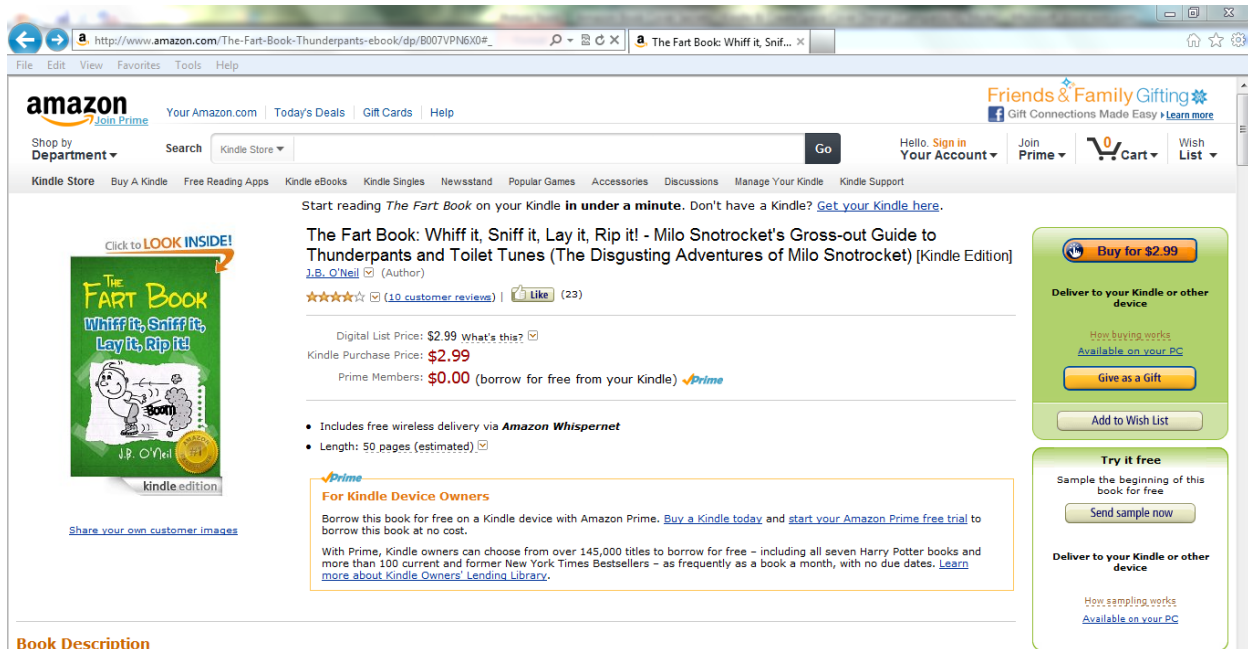 http://www.amazon.com/The-Fart-Book-Thunderpants-ebook/dp/B007VPN6X0#_
The Fart Book: Whiff it, Snif... ×
File Edit View Favorites Tools Help
amazon
Join Prime
Your Amazon.com Today's Deals Gift Cards Help
Friends & Family Gifting
Gift Connections Made Easy Learn more
Shop by
Department
Search Kindle Store Go
Hello. Sign in
Your Account
Join
Prime
0
Cart
Wish
List
Kindle Store Buy A Kindle Free Reading Apps Kindle eBooks Kindle Singles Newsstand Popular Games Accessories Discussions Manage Your Kindle Kindle Support
Start reading The Fart Book on your Kindle in under a minute. Don't have a Kindle? Get your Kindle here.
Click to LOOK INSIDE!
THE
FART BOOK
Whiff it, Sniff it,
Lay it, Rip it!
BOOM
AMAZON
#1
J.B. O'Neil
kindle edition
Share your own customer images
The Fart Book: Whiff it, Sniff it, Lay it, Rip it! - Milo Snotrocket's Gross-out Guide to
Thunderpants and Toilet Tunes (The Disgusting Adventures of Milo Snotrocket) [Kindle Edition]
J.B. O'Neil (Author)
(10 customer reviews) | Like (23)
Digital List Price: $2.99 What's this?
Kindle Purchase Price: $2.99
Prime Members: $0.00 (borrow for free from your Kindle) Prime
• Includes free wireless delivery via Amazon Whispernet
• Length: 50 pages (estimated)
Prime
For Kindle Device Owners
Borrow this book for free on a Kindle device with Amazon Prime. Buy a Kindle today and start your Amazon Prime free trial to
borrow this book at no cost.
With Prime, Kindle owners can choose from over 145,000 titles to borrow for free – including all seven Harry Potter books and
more than 100 current and former New York Times Bestsellers – as frequently as a book a month, with no due dates. Learn
more about Kindle Owners' Lending Library.
Buy for $2.99
Deliver to your Kindle or other
device
How buying works
Available on your PC
Give as a Gift
Add to Wish List
Try it free
Sample the beginning of this
book for free
Send sample now
Deliver to your Kindle or other
device
How sampling works
Available on your PC
Book Description